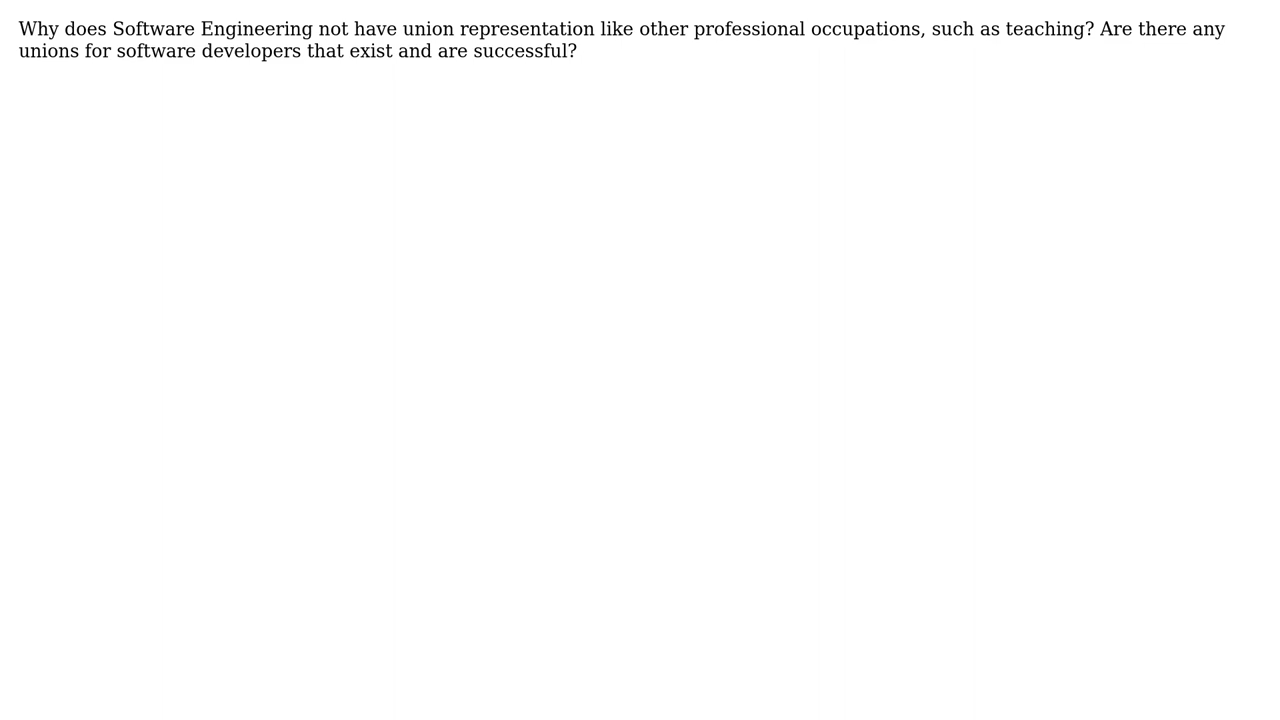 Why does Software Engineering not have union representation like other professional occupations, such as teaching? Are there any
unions for software developers that exist and are successful?